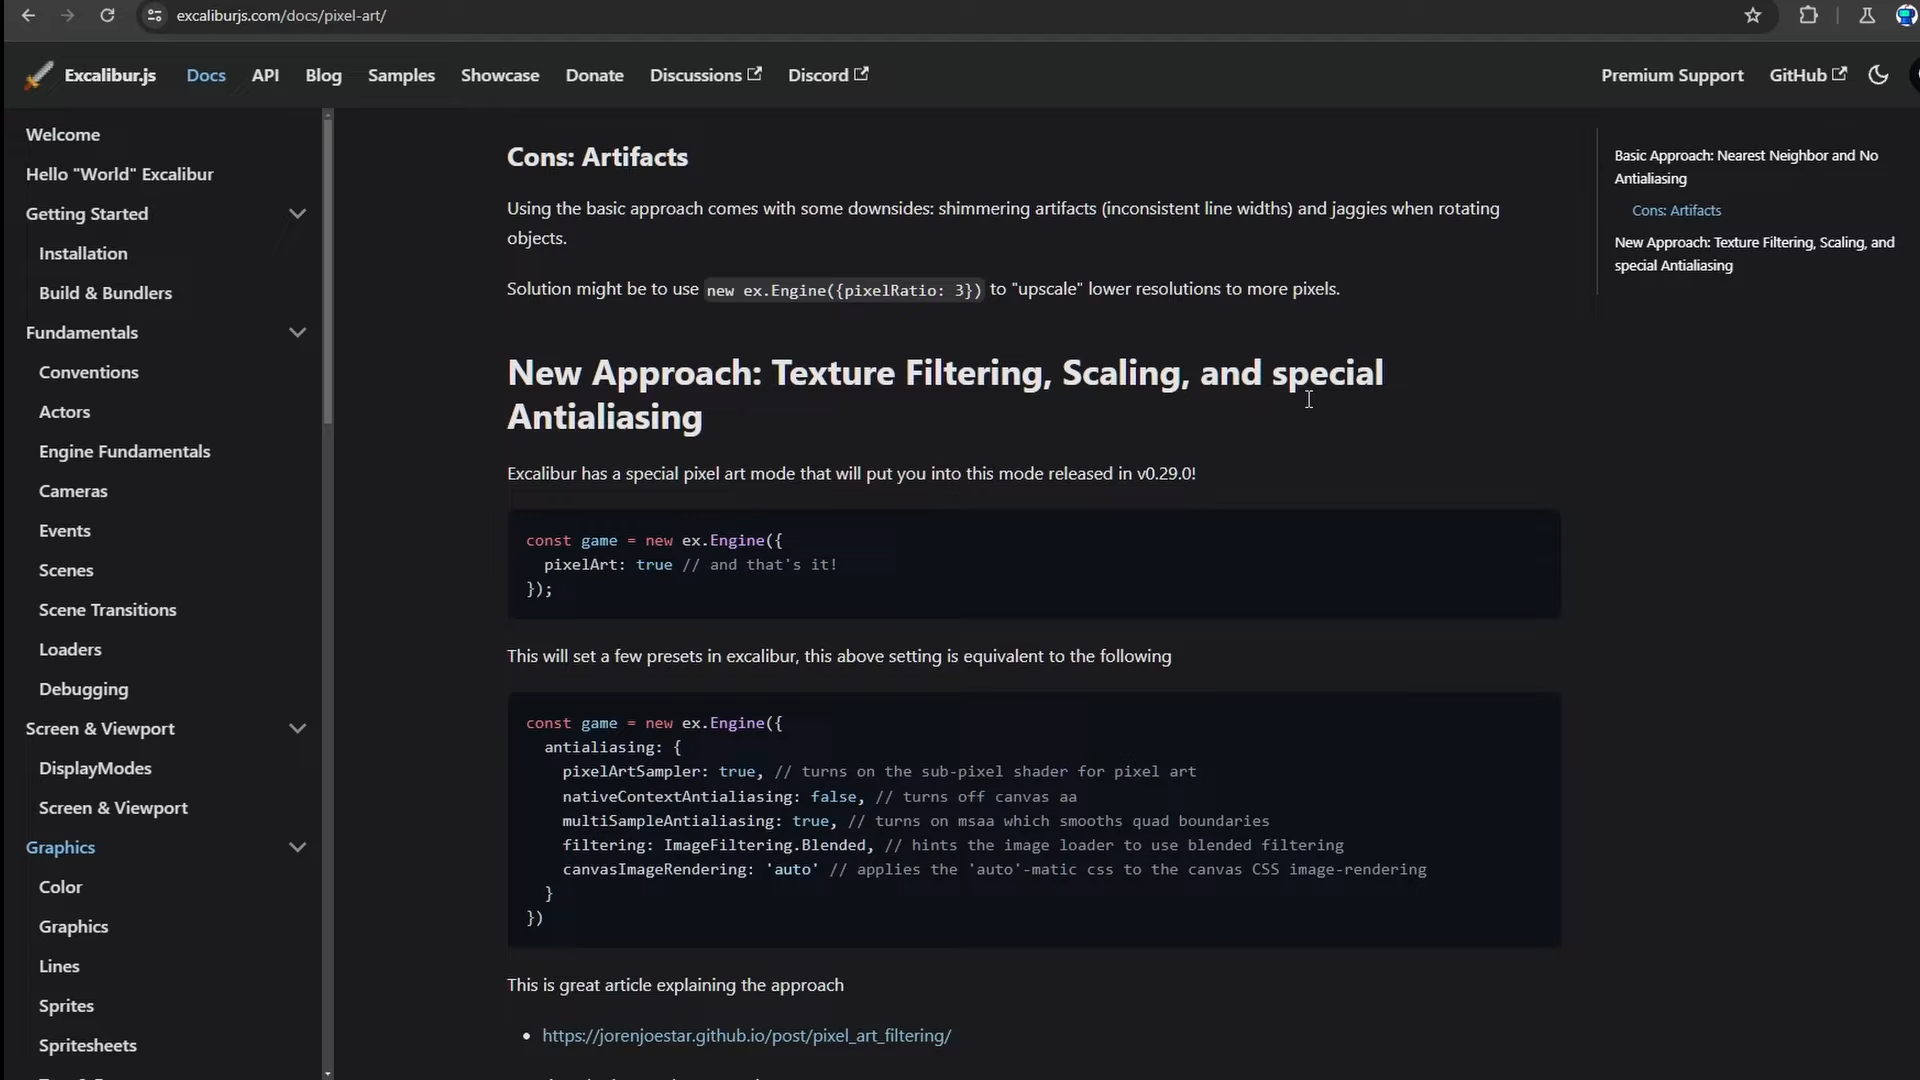 excaliburjs.com/docs/pixel-art/
Excalibur.js
Docs
API
Blog
Samples
Showcase
Donate
Discussions
Discord
Premium Support
GitHub
Welcome
Hello "World" Excalibur
Getting Started
Installation
Build & Bundlers
Fundamentals
Conventions
Actors
Engine Fundamentals
Cameras
Events
Scenes
Scene Transitions
Loaders
Debugging
Screen & Viewport
DisplayModes
Screen & Viewport
Graphics
Color
Graphics
Lines
Sprites
Spritesheets
Cons: Artifacts
Using the basic approach comes with some downsides: shimmering artifacts (inconsistent line widths) and jaggies when rotating
objects.
Solution might be to use new ex.Engine({pixelRatio: 3}) to "upscale" lower resolutions to more pixels.
New Approach: Texture Filtering, Scaling, and special
Antialiasing
Excalibur has a special pixel art mode that will put you into this mode released in v0.29.0!
const game = new ex.Engine({
  pixelArt: true // and that's it!
});
This will set a few presets in excalibur, this above setting is equivalent to the following
const game = new ex.Engine({
  antialiasing: {
    pixelArtSampler: true, // turns on the sub-pixel shader for pixel art
    nativeContextAntialiasing: false, // turns off canvas aa
    multiSampleAntialiasing: true, // turns on msaa which smooths quad boundaries
    filtering: ImageFiltering.Blended, // hints the image loader to use blended filtering
    canvasImageRendering: 'auto' // applies the 'auto'-matic css to the canvas CSS image-rendering
  }
})
This is great article explaining the approach
• https://jorenjoestar.github.io/post/pixel_art_filtering/
Basic Approach: Nearest Neighbor and No
Antialiasing
Cons: Artifacts
New Approach: Texture Filtering, Scaling, and
special Antialiasing